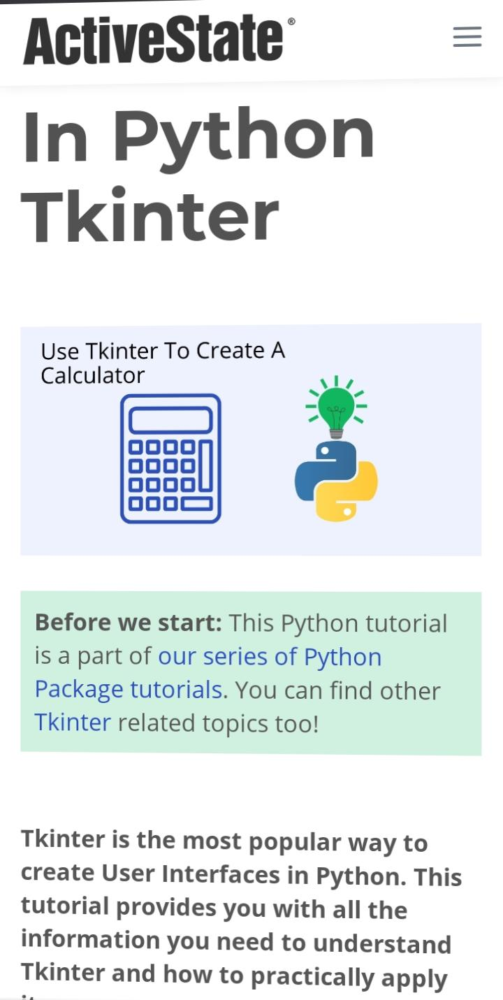 ActiveState®
In Python
Tkinter
Use Tkinter To Create A
Calculator
Before we start: This Python tutorial
is a part of our series of Python
Package tutorials. You can find other
Tkinter related topics too!
Tkinter is the most popular way to
create User Interfaces in Python. This
tutorial provides you with all the
information you need to understand
Tkinter and how to practically apply